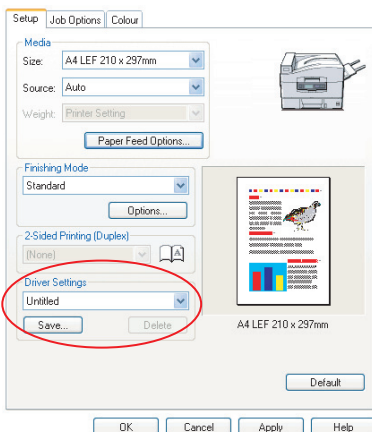 Setup Job Options Colour
Media
Size: A4 LEF 210 x 297mm
Source: Auto
Weight: Printer Setting
Paper Feed Options...
Finishing Mode
Standard
Options...
2-Sided Printing (Duplex)
(None)
A
Driver Settings
Untitled
Save... Delete
A4 LEF 210 x 297mm
Default
OK Cancel Apply Help